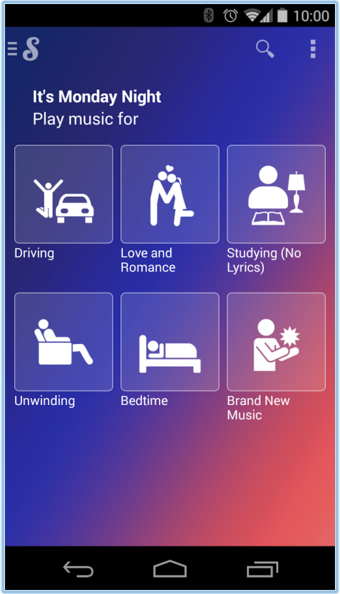 10:00
S
It's Monday Night
Play music for
Driving
Love and
Romance
Studying (No
Lyrics)
Unwinding
Bedtime
Brand New
Music